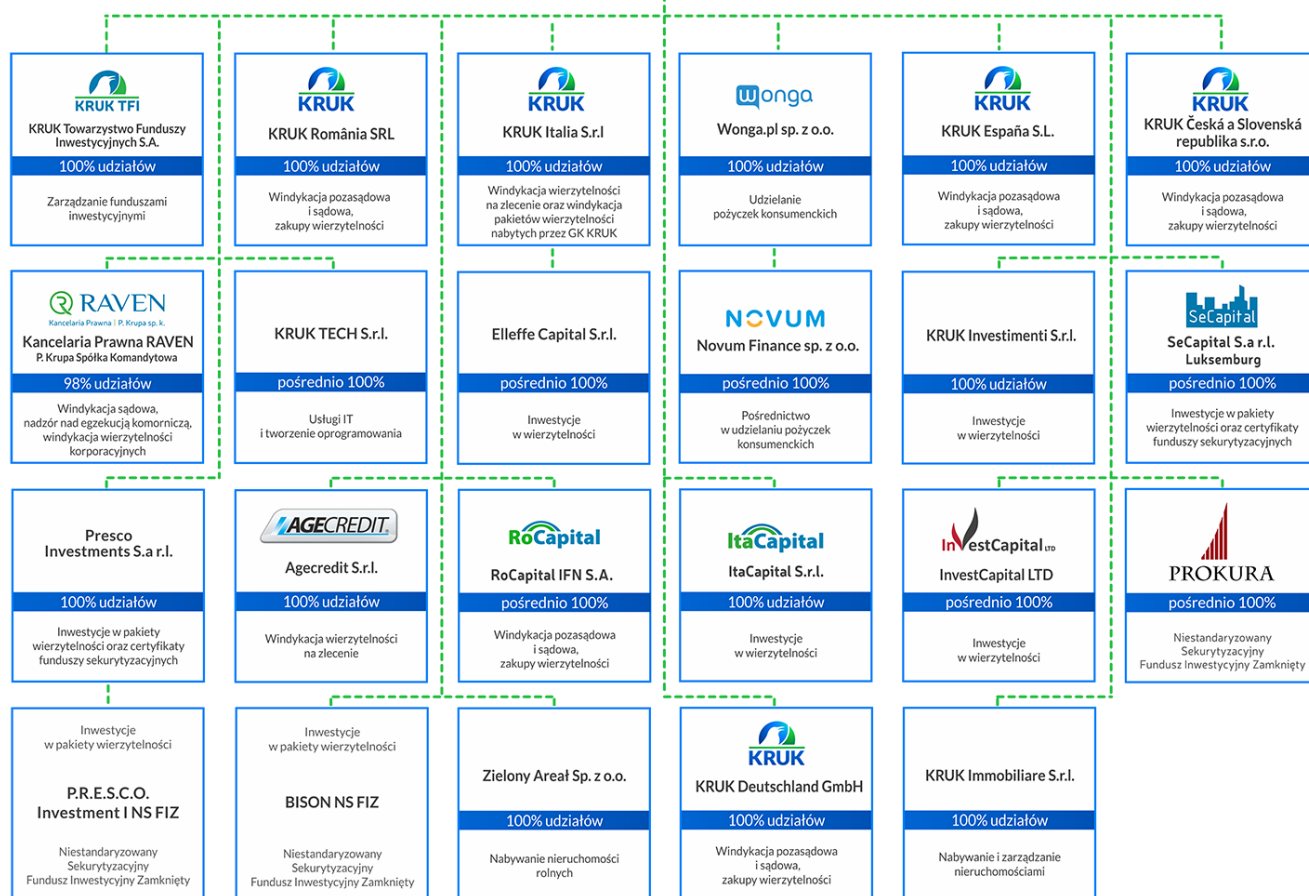 KRUK TFI
KRUK Towarzystwo Funduszy
Inwestycyjnych S.A.
100% udziałów
Zarządzanie funduszami
inwestycyjnymi
KRUK
KRUK România SRL
100% udziałów
Windykacja pozasądowa
i sądowa,
zakupy wierzytelności
KRUK
KRUK Italia S.r.l
100% udziałów
Windykacja wierzytelności
na zlecenie oraz windykacja
pakietów wierzytelności
nabytych przez GK KRUK
wonga
Wonga.pl sp. z o.o.
100% udziałów
Udzielanie
pożyczek konsumenckich
KRUK
KRUK España S.L.
100% udziałów
Windykacja pozasądowa
i sądowa,
zakupy wierzytelności
KRUK
KRUK Česká a Slovenská
republika s.r.o.
100% udziałów
Windykacja pozasądowa
i sądowa,
zakupy wierzytelności
R RAVEN
Kancelaria Prawna | P. Krupa sp. k.
Kancelaria Prawna RAVEN
P. Krupa Spółka Komandytowa
98% udziałów
Windykacja sądowa,
nadzór nad egzekucją komorniczą,
windykacja wierzytelności
korporacyjnych
KRUK TECH S.r.l.
pośrednio 100%
Usługi IT
i tworzenie oprogramowania
Elleffe Capital S.r.l.
pośrednio 100%
Inwestycje
w wierzytelności
NOVUM
Novum Finance sp. z o.o.
pośrednio 100%
Pośrednictwo
w udzielaniu pożyczek
konsumenckich
KRUK Investimenti S.r.l.
100% udziałów
Inwestycje
w wierzytelności
SeCapital
SeCapital S.a r.l.
Luksemburg
pośrednio 100%
Inwestycje w pakiety
wierzytelności oraz certyfikaty
funduszy sekurytyzacyjnych
Presco
Investments S.a r.l.
100% udziałów
Inwestycje w pakiety
wierzytelności oraz certyfikaty
funduszy sekurytyzacyjnych
AGECREDIT
Agecredit S.r.l.
100% udziałów
Windykacja wierzytelności
na zlecenie
RoCapital
RoCapital IFN S.A.
pośrednio 100%
Windykacja pozasądowa
i sądowa,
zakupy wierzytelności
ItaCapital
ItaCapital S.r.l.
100% udziałów
Inwestycje
w wierzytelności
InvestCapital LTD
InvestCapital LTD
pośrednio 100%
Inwestycje
w wierzytelności
PROKURA
pośrednio 100%
Niestandaryzowany
Sekurytyzacyjny
Fundusz Inwestycyjny Zamknięty
Inwestycje
w pakiety wierzytelności
P.R.E.S.C.O.
Investment I NS FIZ
Niestandaryzowany
Sekurytyzacyjny
Fundusz Inwestycyjny Zamknięty
Inwestycje
w pakiety wierzytelności
BISON NS FIZ
Niestandaryzowany
Sekurytyzacyjny
Fundusz Inwestycyjny Zamknięty
Zielony Areał Sp. z o.o.
100% udziałów
Nabywanie nieruchomości
rolnych
KRUK
KRUK Deutschland GmbH
100% udziałów
Windykacja pozasądowa
i sądowa,
zakupy wierzytelności
KRUK Immobiliare S.r.l.
100% udziałów
Nabywanie i zarządzanie
nieruchomościami